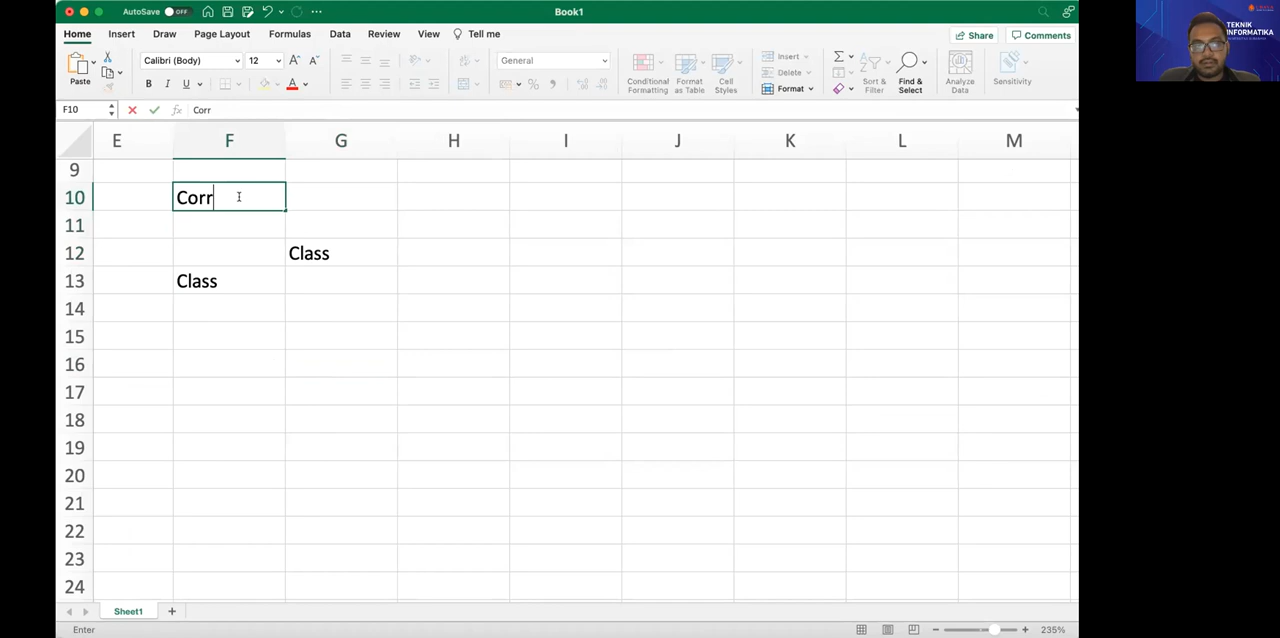 AutoSave OFF Book1
Home Insert Draw Page Layout Formulas Data Review View Tell me Share Comments
Paste Calibri (Body) 12 A A General Conditional Formatting Format as Table Cell Styles Insert Delete Format Sort & Filter Find & Select Analyze Data Sensitivity
B I U A %
F10 fx Corr
E F G H I J K L M
9
10 Corr
11
12 Class
13 Class
14
15
16
17
18
19
20
21
22
23
24
Sheet1 +
Enter 235%
TEKNIK
INFORMATIKA